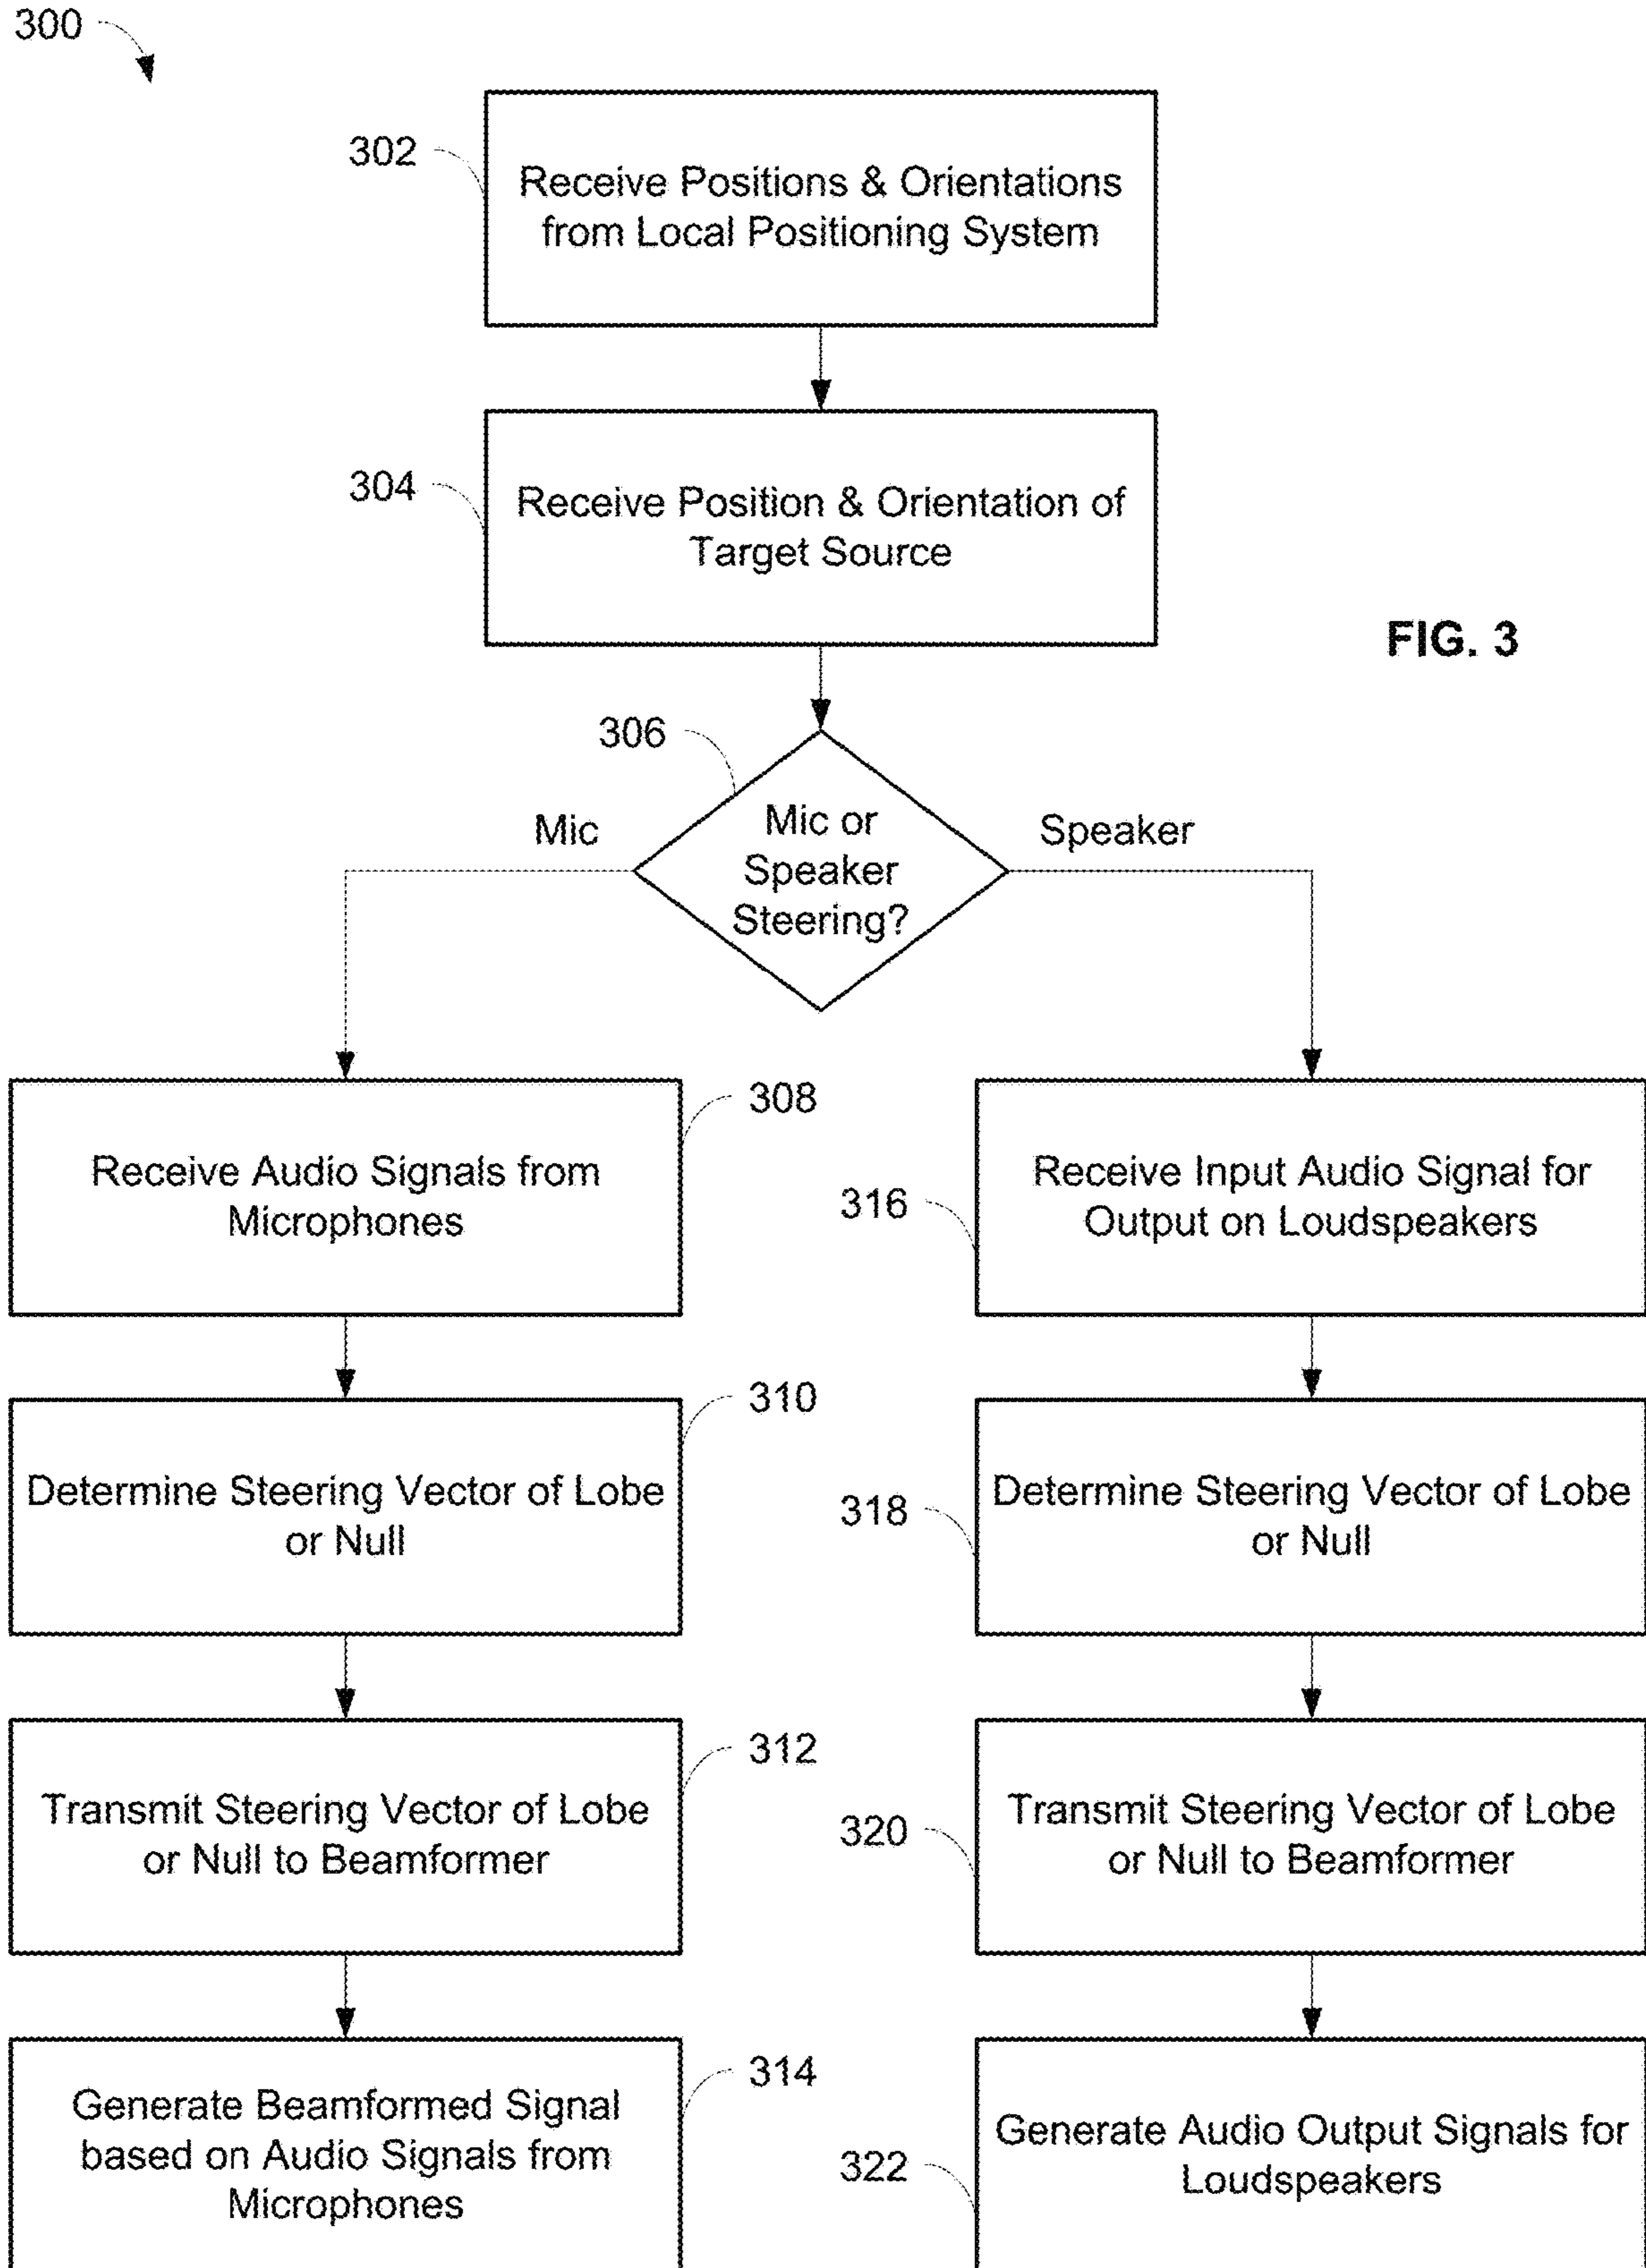 300
302
Receive Positions & Orientations
from Local Positioning System
304
Receive Position & Orientation of
Target Source
FIG. 3
306
Mic
Mic or
Speaker
Steering?
Speaker
308
Receive Audio Signals from
Microphones
310
Determine Steering Vector of Lobe
or Null
312
Transmit Steering Vector of Lobe
or Null to Beamformer
314
Generate Beamformed Signal
based on Audio Signals from
Microphones
316
Receive Input Audio Signal for
Output on Loudspeakers
318
Determine Steering Vector of Lobe
or Null
320
Transmit Steering Vector of Lobe
or Null to Beamformer
322
Generate Audio Output Signals for
Loudspeakers